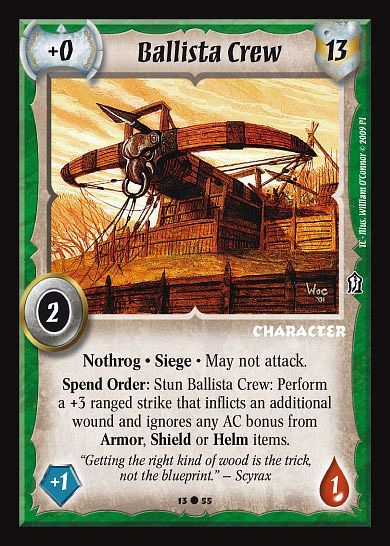 +0
Ballista Crew
13
TC • Illus. William O'Connor © 2009 P1
WOC
'01
2
CHARACTER
Nothrog • Siege • May not attack.
Spend Order: Stun Ballista Crew: Perform
a +3 ranged strike that inflicts an additional
wound and ignores any AC bonus from
Armor, Shield or Helm items.
"Getting the right kind of wood is the trick,
not the blueprint." – Scyrax
+1
13 ● 55
1